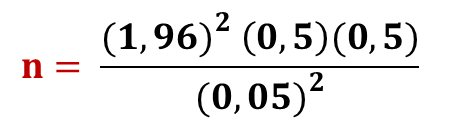 n = (1,96)² (0,5)(0,5)
(0,05)²